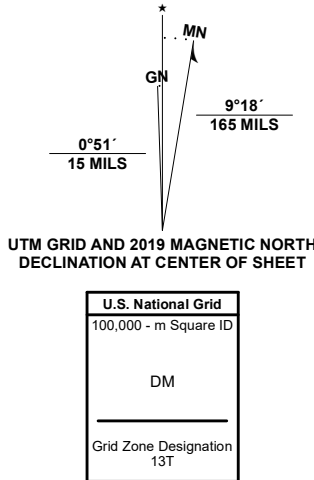 MN
GN
9°18´
165 MILS
0°51´
15 MILS
UTM GRID AND 2019 MAGNETIC NORTH
DECLINATION AT CENTER OF SHEET
U.S. National Grid
100,000 - m Square ID
DM
Grid Zone Designation
13T